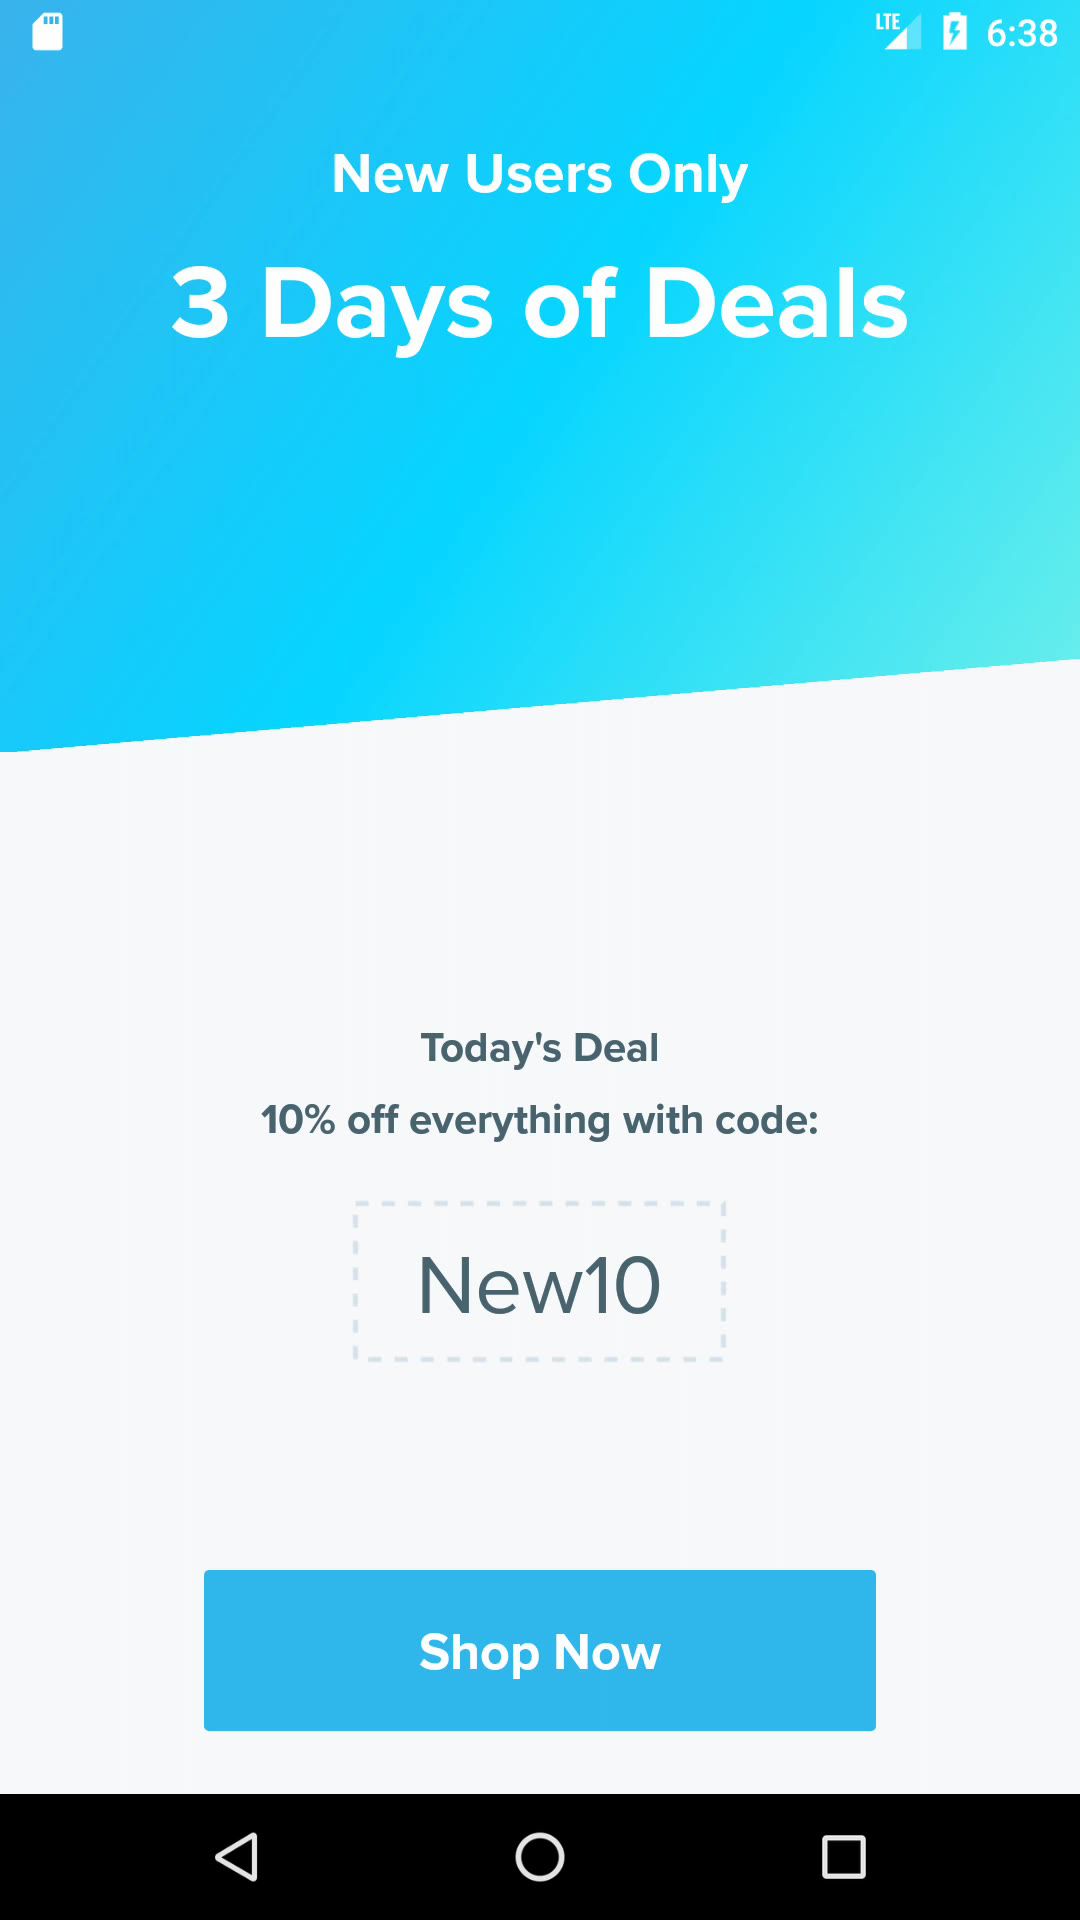 LTE 6:38
New Users Only
3 Days of Deals
Today's Deal
10% off everything with code:
New10
Shop Now